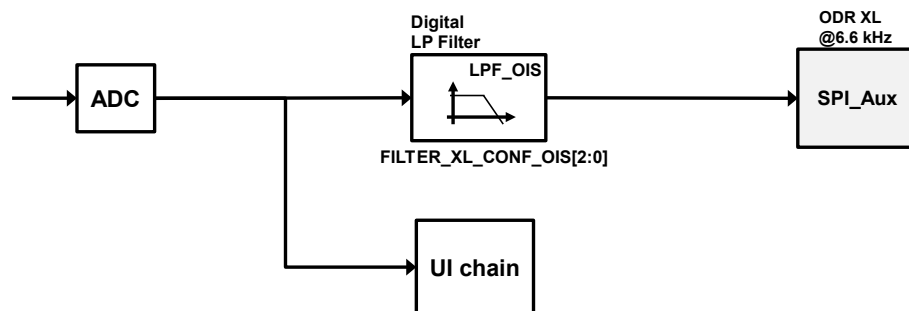 Digital
LP Filter
ODR XL
@6.6 kHz
ADC
LPF_OIS
SPI_Aux
FILTER_XL_CONF_OIS[2:0]
UI chain